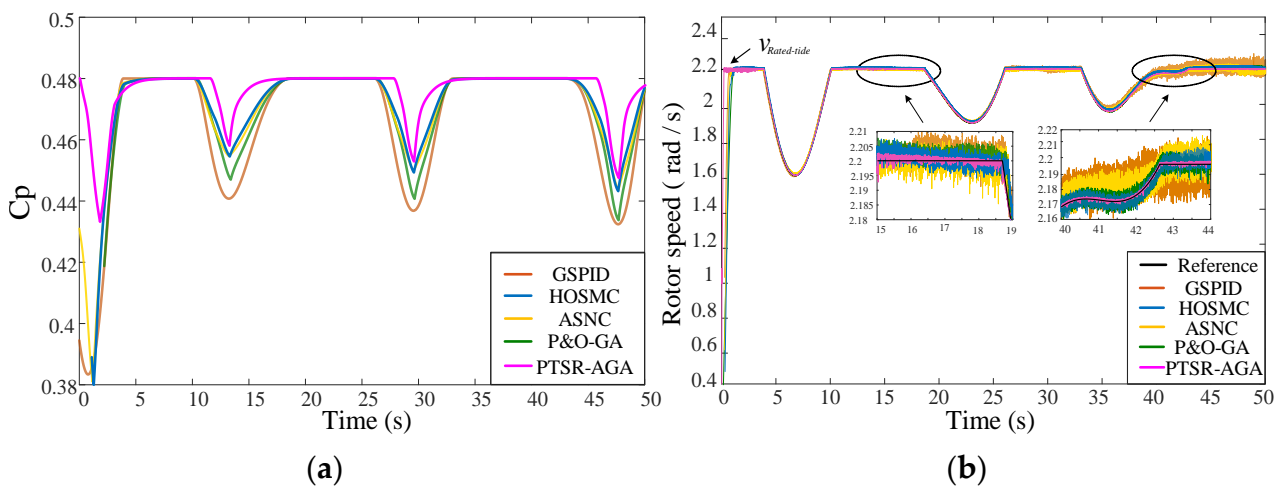 0.5
0.48
0.46
0.44
0.42
0.4
0.38
Cp
0 5 10 15 20 25 30 35 40 45 50
Time (s)
GSPID
HOSMC
ASNC
P&O-GA
PTSR-AGA
(a)
2.4
2.2
2
1.8
1.6
1.4
1.2
1
0.8
0.6
0.4
Rotor speed ( rad / s)
0 5 10 15 20 25 30 35 40 45 50
Time (s)
vRated-tide
2.21
2.205
2.20
2.195
2.19
2.185
2.18
15 16 17 18 19
2.22
2.21
2.2
2.19
2.18
2.17
2.16
40 41 42 43 44
Reference
GSPID
HOSMC
ASNC
P&O-GA
PTSR-AGA
(b)